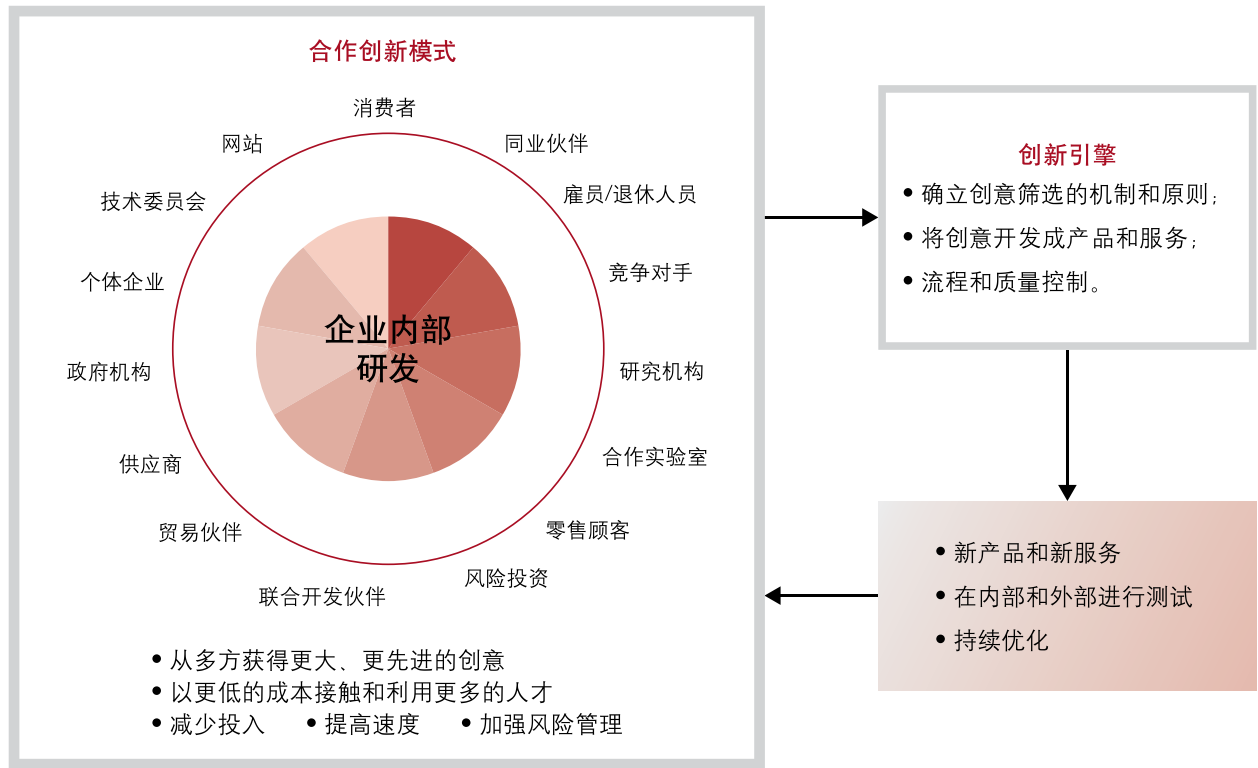 合作创新模式
消费者
网站
同业伙伴
技术委员会
雇员/退休人员
个体企业
竞争对手
政府机构
研究机构
供应商
合作实验室
贸易伙伴
零售顾客
联合开发伙伴
风险投资
企业内部
研发
• 从多方获得更大、更先进的创意
• 以更低的成本接触和利用更多的人才
• 减少投入 • 提高速度 • 加强风险管理
创新引擎
• 确立创意筛选的机制和原则;
• 将创意开发成产品和服务;
• 流程和质量控制。
• 新产品和新服务
• 在内部和外部进行测试
• 持续优化